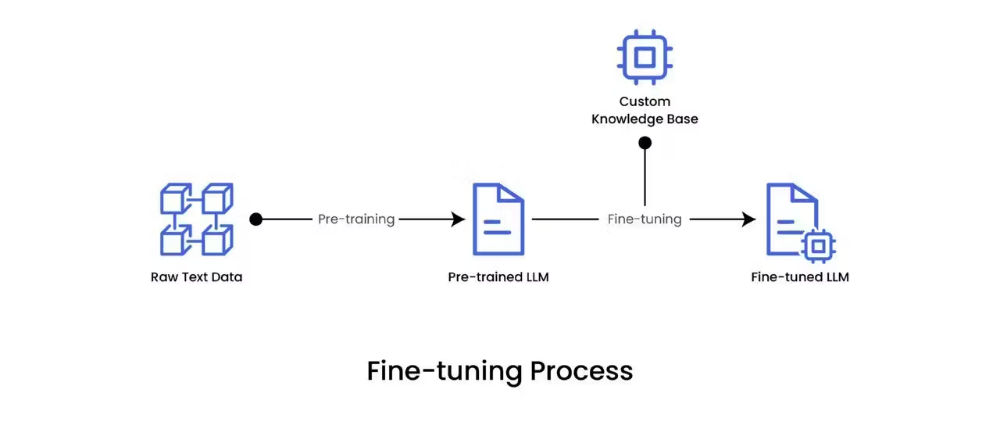 Custom
Knowledge Base
Pre-training
Fine-tuning
Raw Text Data
Pre-trained LLM
Fine-tuned LLM
Fine-tuning Process